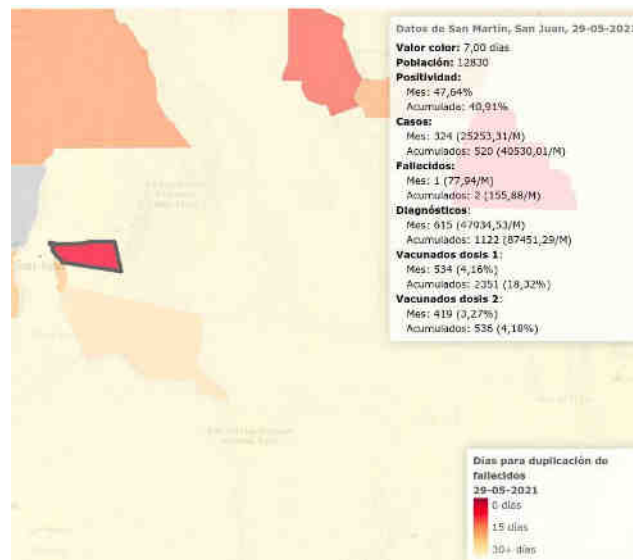 Datos de San Martín, San Juan, 29-05-2021
Valor color: 7,00 días
Población: 12830
Positividad:
Mes: 47,64%
Acumulada: 40,91%
Casos:
Mes: 324 (25253,31/M)
Acumulados: 520 (40530,01/M)
Fallecidos:
Mes: 1 (77,94/M)
Acumulados: 2 (155,88/M)
Diagnósticos:
Mes: 615 (47934,53/M)
Acumulados: 1122 (87451,29/M)
Vacunados dosis 1:
Mes: 534 (4,16%)
Acumulados: 2351 (18,32%)
Vacunados dosis 2:
Mes: 419 (3,27%)
Acumulados: 536 (4,18%)
Días para duplicación de
fallecidos
29-05-2021
0 días
15 días
30+ días